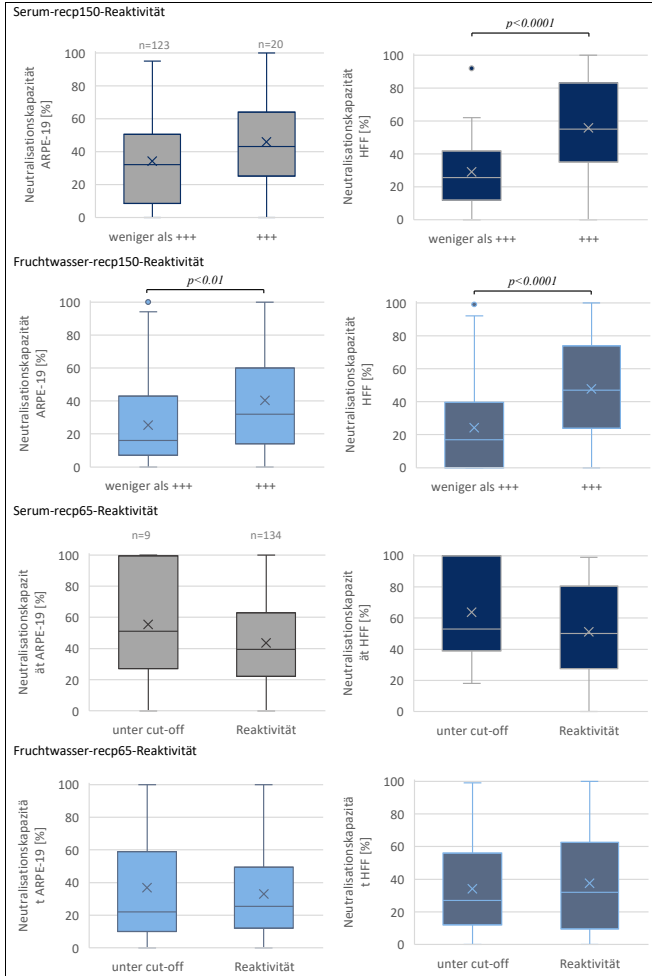 Serum-recp150-Reaktivität
p<0.0001
n=123
n=20
Neutralisationskapazität
ARPE-19 [%]
100
80
60
40
20
0
weniger als +++
+++
Neutralisationskapazität
HFF [%]
100
80
60
40
20
0
weniger als +++
+++
Fruchtwasser-recp150-Reaktivität
p<0.01
p<0.0001
Neutralisationskapazität
ARPE-19 [%]
100
80
60
40
20
0
weniger als +++
+++
Neutralisationskapazität
HFF [%]
100
80
60
40
20
0
weniger als +++
+++
Serum-recp65-Reaktivität
n=9
n=134
Neutralisationskapazit
ät ARPE-19 [%]
100
80
60
40
20
0
unter cut-off
Reaktivität
Neutralisationskapazit
ät HFF [%]
100
80
60
40
20
0
unter cut-off
Reaktivität
Fruchtwasser-recp65-Reaktivität
Neutralisationskapazitä
t ARPE-19 [%]
100
80
60
40
20
0
unter cut-off
Reaktivität
Neutralisationskapazitä
t HFF [%]
100
80
60
40
20
0
unter cut-off
Reaktivität